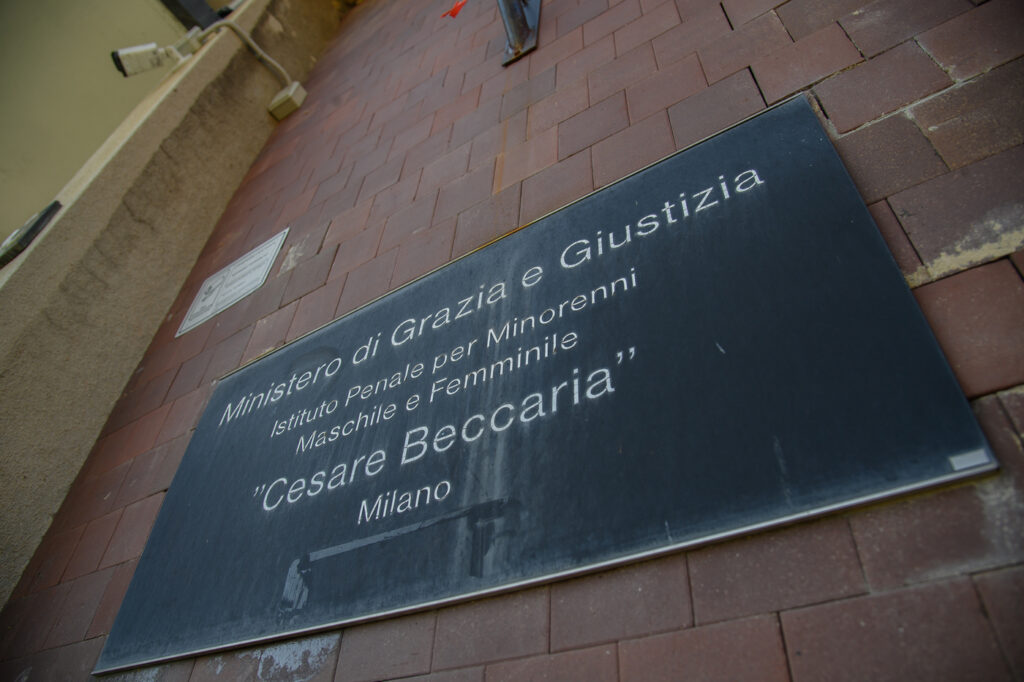 Ministero di Grazia e Giustizia
Istituto Penale per Minorenni
Maschile e Femminile
”Cesare Beccaria”
Milano